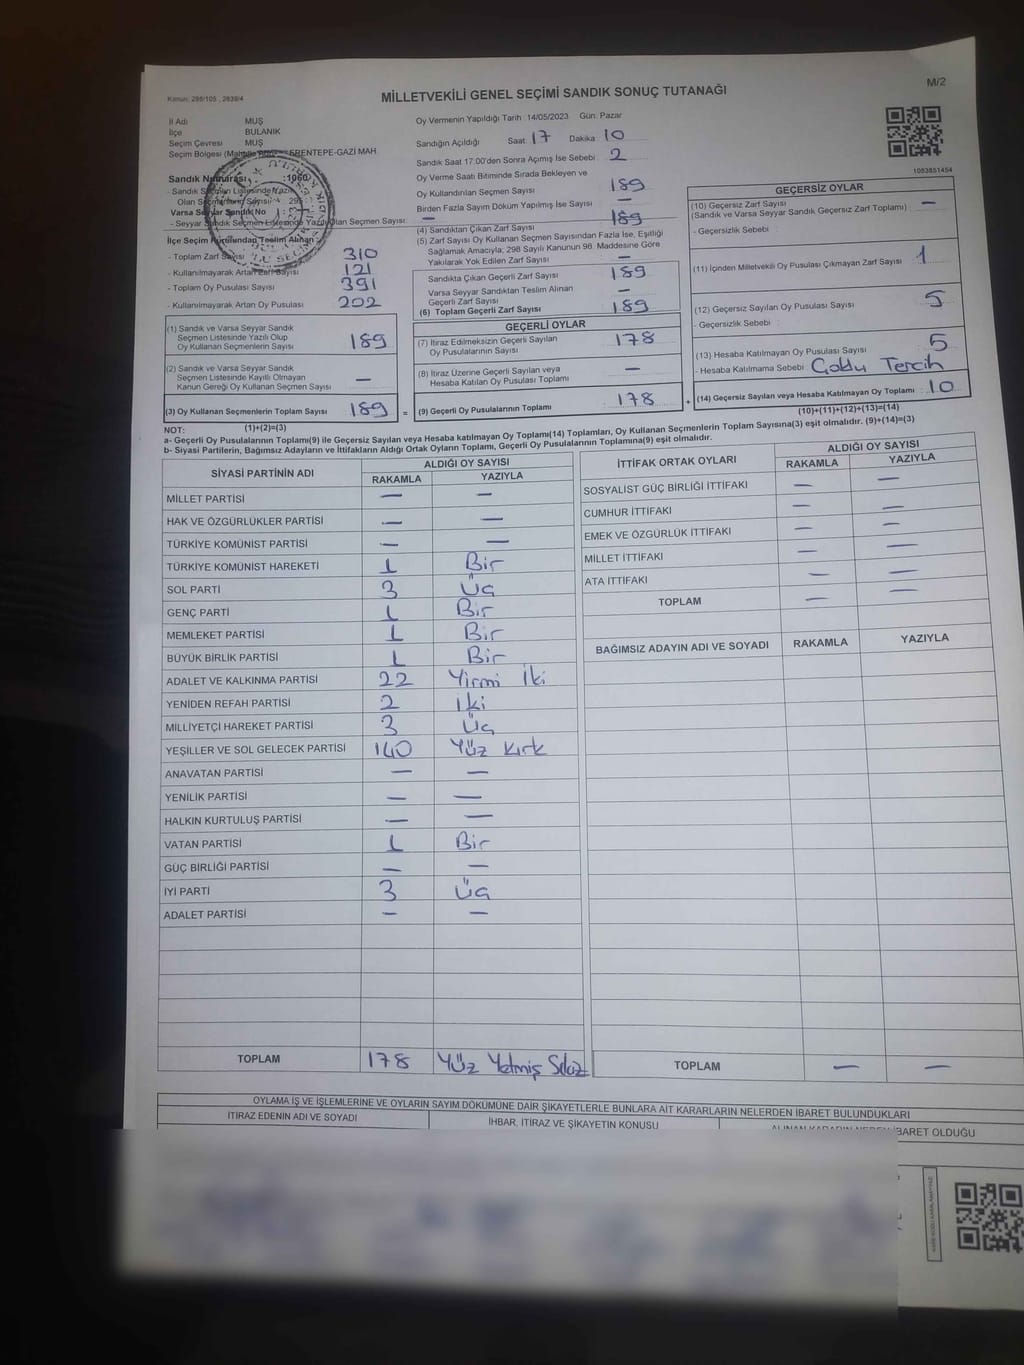 Kanun: 298/105 , 2839/4
MİLLETVEKİLİ GENEL SEÇİMİ SANDIK SONUÇ TUTANAĞI
M/2
İl Adı MUŞ
İlçe BULANIK
Seçim Çevresi MUŞ
Seçim Bölgesi ERENTEPE-GAZİ MAH
Sandık Numarası :1060
- Sandık Seçmen Listesinde Yazılı
Olan Seçmenlerin Sayısı
Varsa Seyyar Sandık No :
- Seyyar Sandık Seçmen Listesinde Yazılı Olan Seçmen Sayısı: —
İlçe Seçim Kurulundan Teslim Alınan :
- Toplam Zarf Sayısı 310
- Kullanılmayarak Artan Zarf Sayısı 121
- Toplam Oy Pusulası Sayısı 391
- Kullanılmayarak Artan Oy Pusulası 202
(1) Sandık ve Varsa Seyyar Sandık
Seçmen Listesinde Yazılı Olup
Oy Kullanan Seçmenlerin Sayısı 189
(2) Sandık ve Varsa Seyyar Sandık
Seçmen Listesinde Kayıtlı Olmayan
Kanun Gereği Oy Kullanan Seçmen Sayısı —
(3) Oy Kullanan Seçmenlerin Toplam Sayısı 189 =
Oy Vermenin Yapıldığı Tarih :14/05/2023 Gün: Pazar
Sandığın Açıldığı Saat 17 Dakika 10
Sandık Saat 17:00'den Sonra Açımış İse Sebebi : 2
Oy Verme Saati Bitiminde Sırada Bekleyen ve
Oy Kullandırılan Seçmen Sayısı 189
Birden Fazla Sayım Döküm Yapılmış İse Sayısı —
(4) Sandıktan Çıkan Zarf Sayısı 189
(5) Zarf Sayısı Oy Kullanan Seçmen Sayısından Fazla İse, Eşitliği
Sağlamak Amacıyla; 298 Sayılı Kanunun 98. Maddesine Göre
Yakılarak Yok Edilen Zarf Sayısı —
Sandıkta Çıkan Geçerli Zarf Sayısı 189
Varsa Seyyar Sandıktan Teslim Alınan
Geçerli Zarf Sayısı —
(6) Toplam Geçerli Zarf Sayısı 189
GEÇERLİ OYLAR
(7) İtiraz Edilmeksizin Geçerli Sayılan
Oy Pusulalarının Sayısı 178
(8) İtiraz Üzerine Geçerli Sayılan veya
Hesaba Katılan Oy Pusulası Toplamı —
(9) Geçerli Oy Pusulalarının Toplamı 178 +
1083851454
GEÇERSİZ OYLAR
(10) Geçersiz Zarf Sayısı —
(Sandık ve Varsa Seyyar Sandık Geçersiz Zarf Toplamı)
- Geçersizlik Sebebi :
(11) İçinden Milletvekili Oy Pusulası Çıkmayan Zarf Sayısı 1
(12) Geçersiz Sayılan Oy Pusulası Sayısı 5
- Geçersizlik Sebebi :
(13) Hesaba Katılmayan Oy Pusulası Sayısı 5
- Hesaba Katılmama Sebebi : Çoklu Tercih
(14) Geçersiz Sayılan veya Hesaba Katılmayan Oy Toplamı 10
NOT: (1)+(2)=(3)
(10)+(11)+(12)+(13)=(14)
a- Geçerli Oy Pusulalarının Toplamı(9) ile Geçersiz Sayılan veya Hesaba katılmayan Oy Toplamı(14) Toplamları, Oy Kullanan Seçmenlerin Toplam Sayısına(3) eşit olmalıdır. (9)+(14)=(3)
b- Siyasi Partilerin, Bağımsız Adayların ve İttifakların Aldığı Ortak Oyların Toplamı, Geçerli Oy Pusulalarının Toplamına(9) eşit olmalıdır.
SİYASİ PARTİNİN ADI ALDIĞI OY SAYISI
RAKAMLA YAZIYLA
MİLLET PARTİSİ — —
HAK VE ÖZGÜRLÜKLER PARTİSİ — —
TÜRKİYE KOMÜNİST PARTİSİ — —
TÜRKİYE KOMÜNİST HAREKETİ 1 Bir
SOL PARTİ 3 Üç
GENÇ PARTİ 1 Bir
MEMLEKET PARTİSİ 1 Bir
BÜYÜK BİRLİK PARTİSİ 1 Bir
ADALET VE KALKINMA PARTİSİ 22 Yirmi İki
YENİDEN REFAH PARTİSİ 2 İki
MİLLİYETÇİ HAREKET PARTİSİ 3 Üç
YEŞİLLER VE SOL GELECEK PARTİSİ 140 Yüz Kırk
ANAVATAN PARTİSİ — —
YENİLİK PARTİSİ — —
HALKIN KURTULUŞ PARTİSİ — —
VATAN PARTİSİ 1 Bir
GÜÇ BİRLİĞİ PARTİSİ — —
İYİ PARTİ 3 Üç
ADALET PARTİSİ — —
TOPLAM 178 Yüz Yetmiş Sekiz
İTTİFAK ORTAK OYLARI ALDIĞI OY SAYISI
RAKAMLA YAZIYLA
SOSYALİST GÜÇ BİRLİĞİ İTTİFAKI — —
CUMHUR İTTİFAKI — —
EMEK VE ÖZGÜRLÜK İTTİFAKI — —
MİLLET İTTİFAKI — —
ATA İTTİFAKI — —
TOPLAM — —
BAĞIMSIZ ADAYIN ADI VE SOYADI RAKAMLA YAZIYLA
TOPLAM — —
OYLAMA İŞ VE İŞLEMLERİNE VE OYLARIN SAYIM DÖKÜMÜNE DAİR ŞİKAYETLERLE BUNLARA AİT KARARLARIN NELERDEN İBARET BULUNDUKLARI
İTİRAZ EDENİN ADI VE SOYADI İHBAR, İTİRAZ VE ŞİKAYETİN KONUSU ALINAN KARARIN NEDEN İBARET OLDUĞU